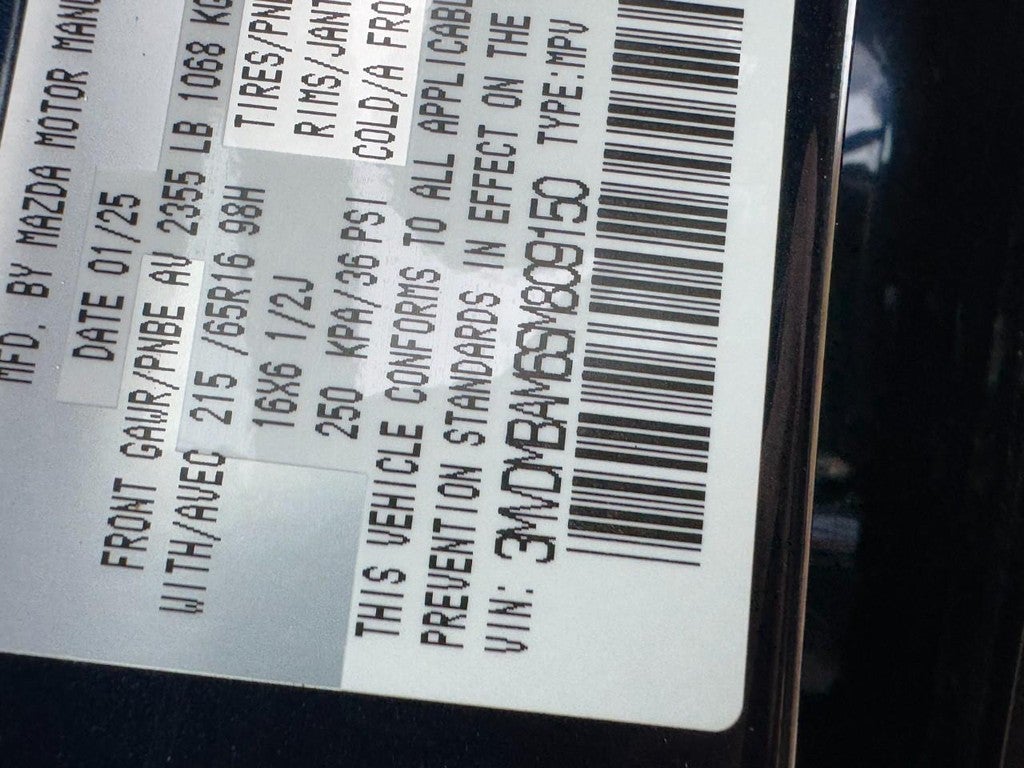 MFD. BY MAZDA MOTOR MANU
DATE 01/25
FRONT GAWR/PNBE AV 2355 LB 1068 KG
WITH/AVEC 215 /65R16 98H TIRES/PNE
16X6 1/2J RIMS/JANT
250 KPA/36 PSI COLD/A FRO
THIS VEHICLE CONFORMS TO ALL APPLICABL
PREVENTION STANDARDS IN EFFECT ON THE
VIN: 3MVDMBAM6SM809150 TYPE:MPV